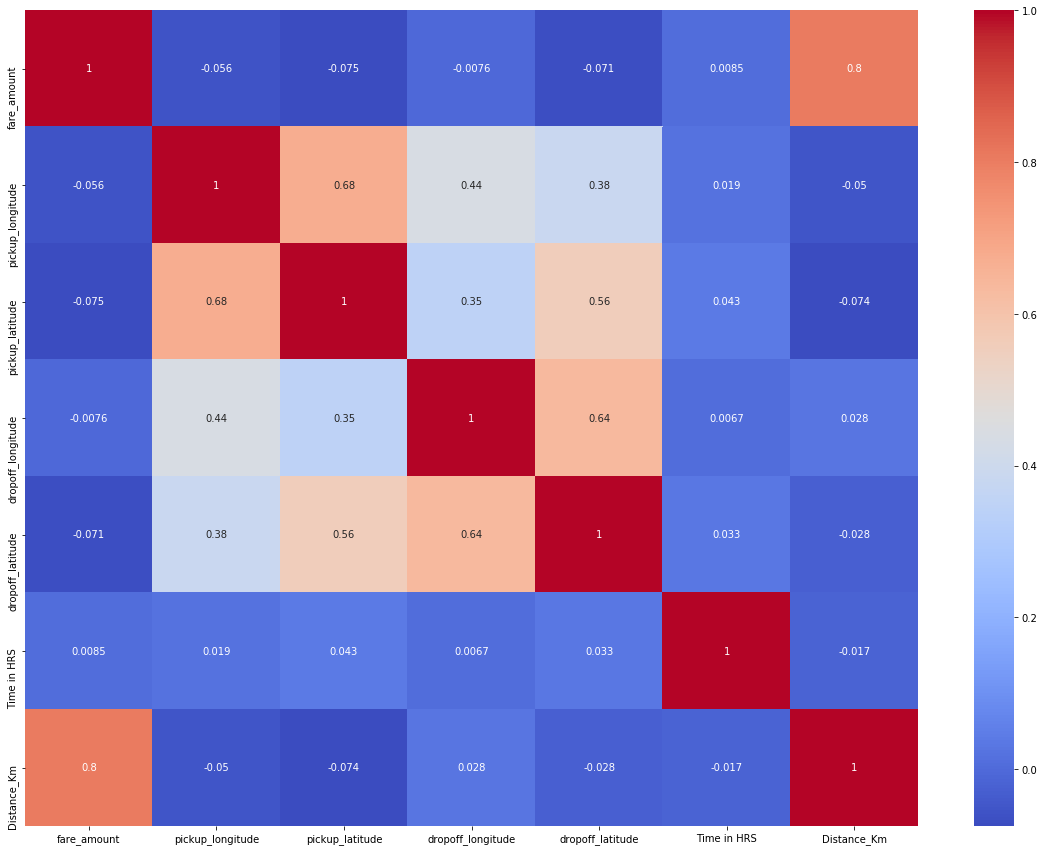 fare_amount 1 -0.056 -0.075 -0.0076 -0.071 0.0085 0.8
pickup_longitude -0.056 1 0.68 0.44 0.38 0.019 -0.05
pickup_latitude -0.075 0.68 1 0.35 0.56 0.043 -0.074
dropoff_longitude -0.0076 0.44 0.35 1 0.64 0.0067 0.028
dropoff_latitude -0.071 0.38 0.56 0.64 1 0.033 -0.028
Time in HRS 0.0085 0.019 0.043 0.0067 0.033 1 -0.017
Distance_Km 0.8 -0.05 -0.074 0.028 -0.028 -0.017 1
fare_amount pickup_longitude pickup_latitude dropoff_longitude dropoff_latitude Time in HRS Distance_Km
1.0
0.8
0.6
0.4
0.2
0.0